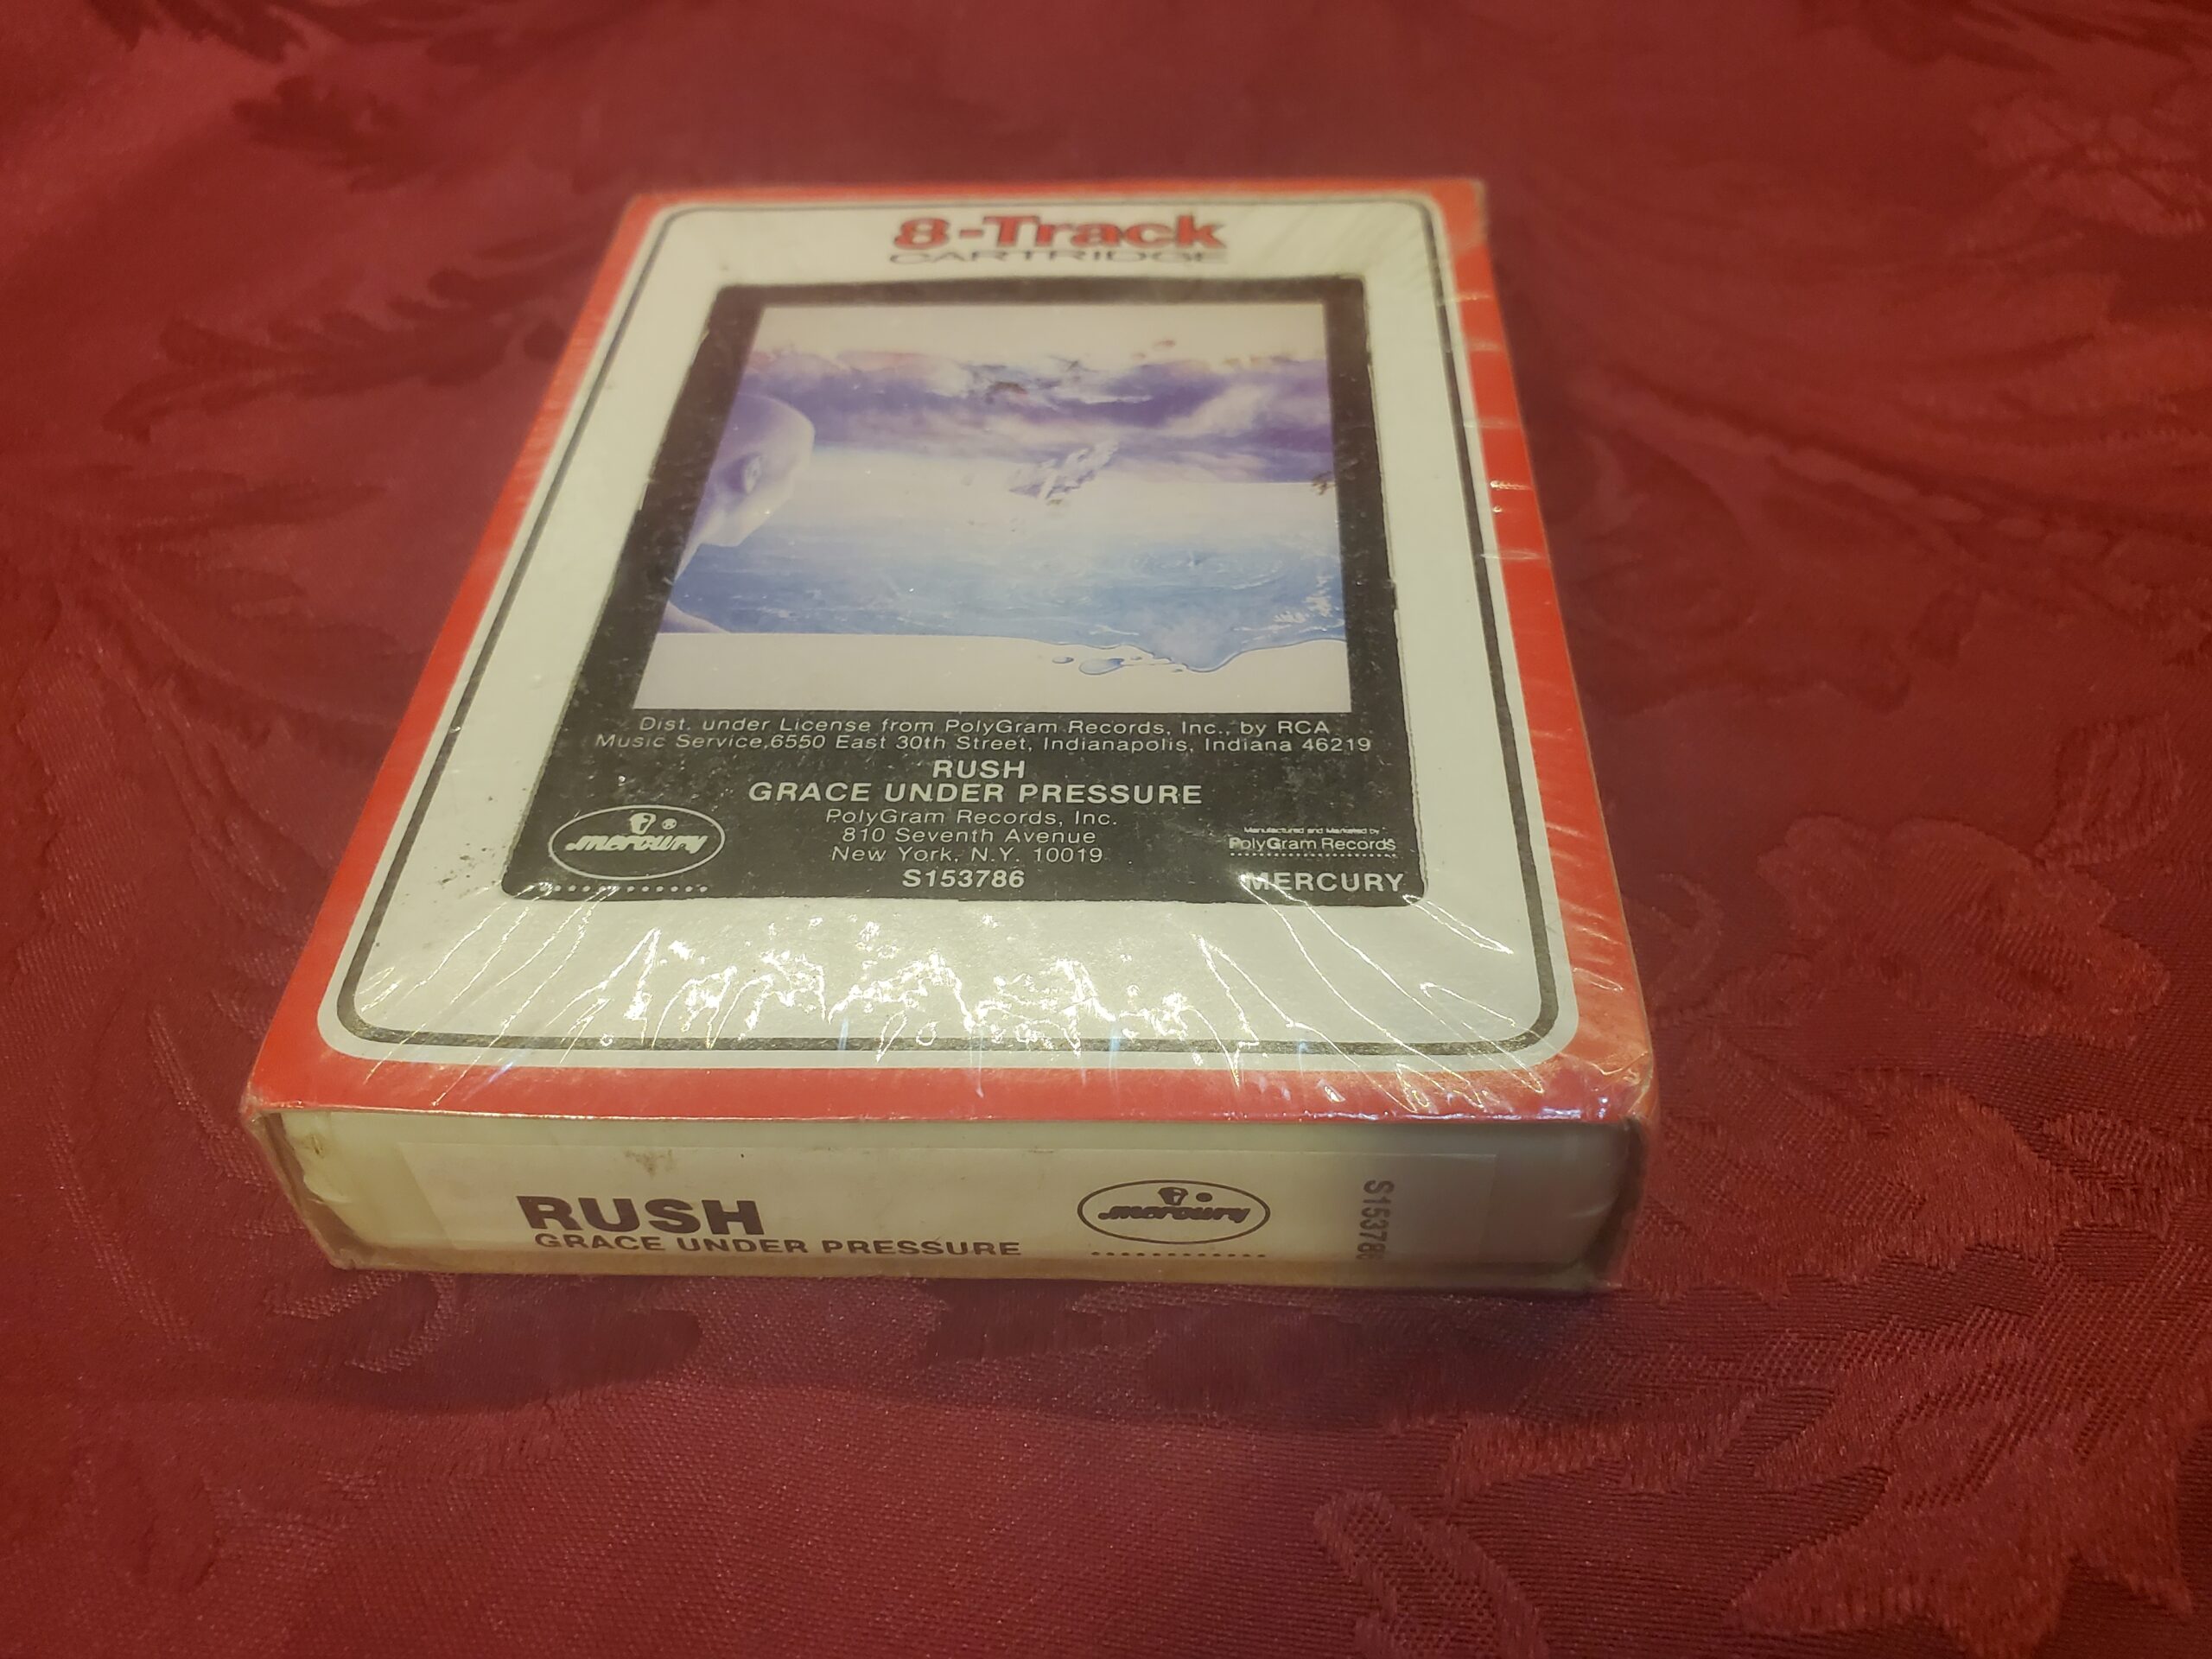 8-Track
CARTRIDGE
Dist. under License from PolyGram Records, Inc., by RCA
Music Service,6550 East 30th Street, Indianapolis, Indiana 46219
RUSH
GRACE UNDER PRESSURE
PolyGram Records, Inc.
810 Seventh Avenue
New York, N.Y. 10019
S153786
mercury ®
Manufactured and Marketed by
PolyGram Records
MERCURY
RUSH
GRACE UNDER PRESSURE
mercury
S153786